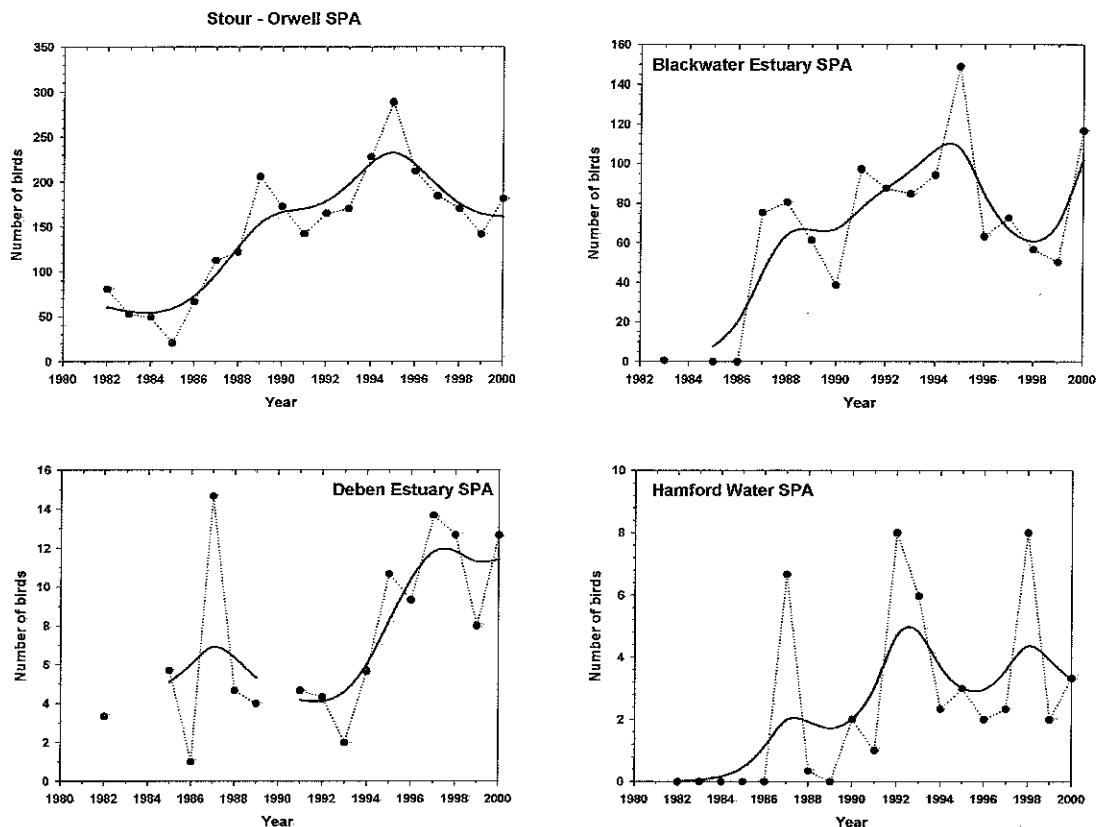 Stour - Orwell SPA
350
300
250
200
150
100
50
0
Number of birds
1980 1982 1984 1986 1988 1990 1992 1994 1996 1998 2000
Year
Blackwater Estuary SPA
160
140
120
100
80
60
40
20
0
Number of birds
1982 1984 1986 1988 1990 1992 1994 1996 1998 2000
Year
Deben Estuary SPA
16
14
12
10
8
6
4
2
0
Number of birds
1980 1982 1984 1986 1988 1990 1992 1994 1996 1998 2000
Year
Hamford Water SPA
10
8
6
4
2
0
Number of birds
1980 1982 1984 1986 1988 1990 1992 1994 1996 1998 2000
Year